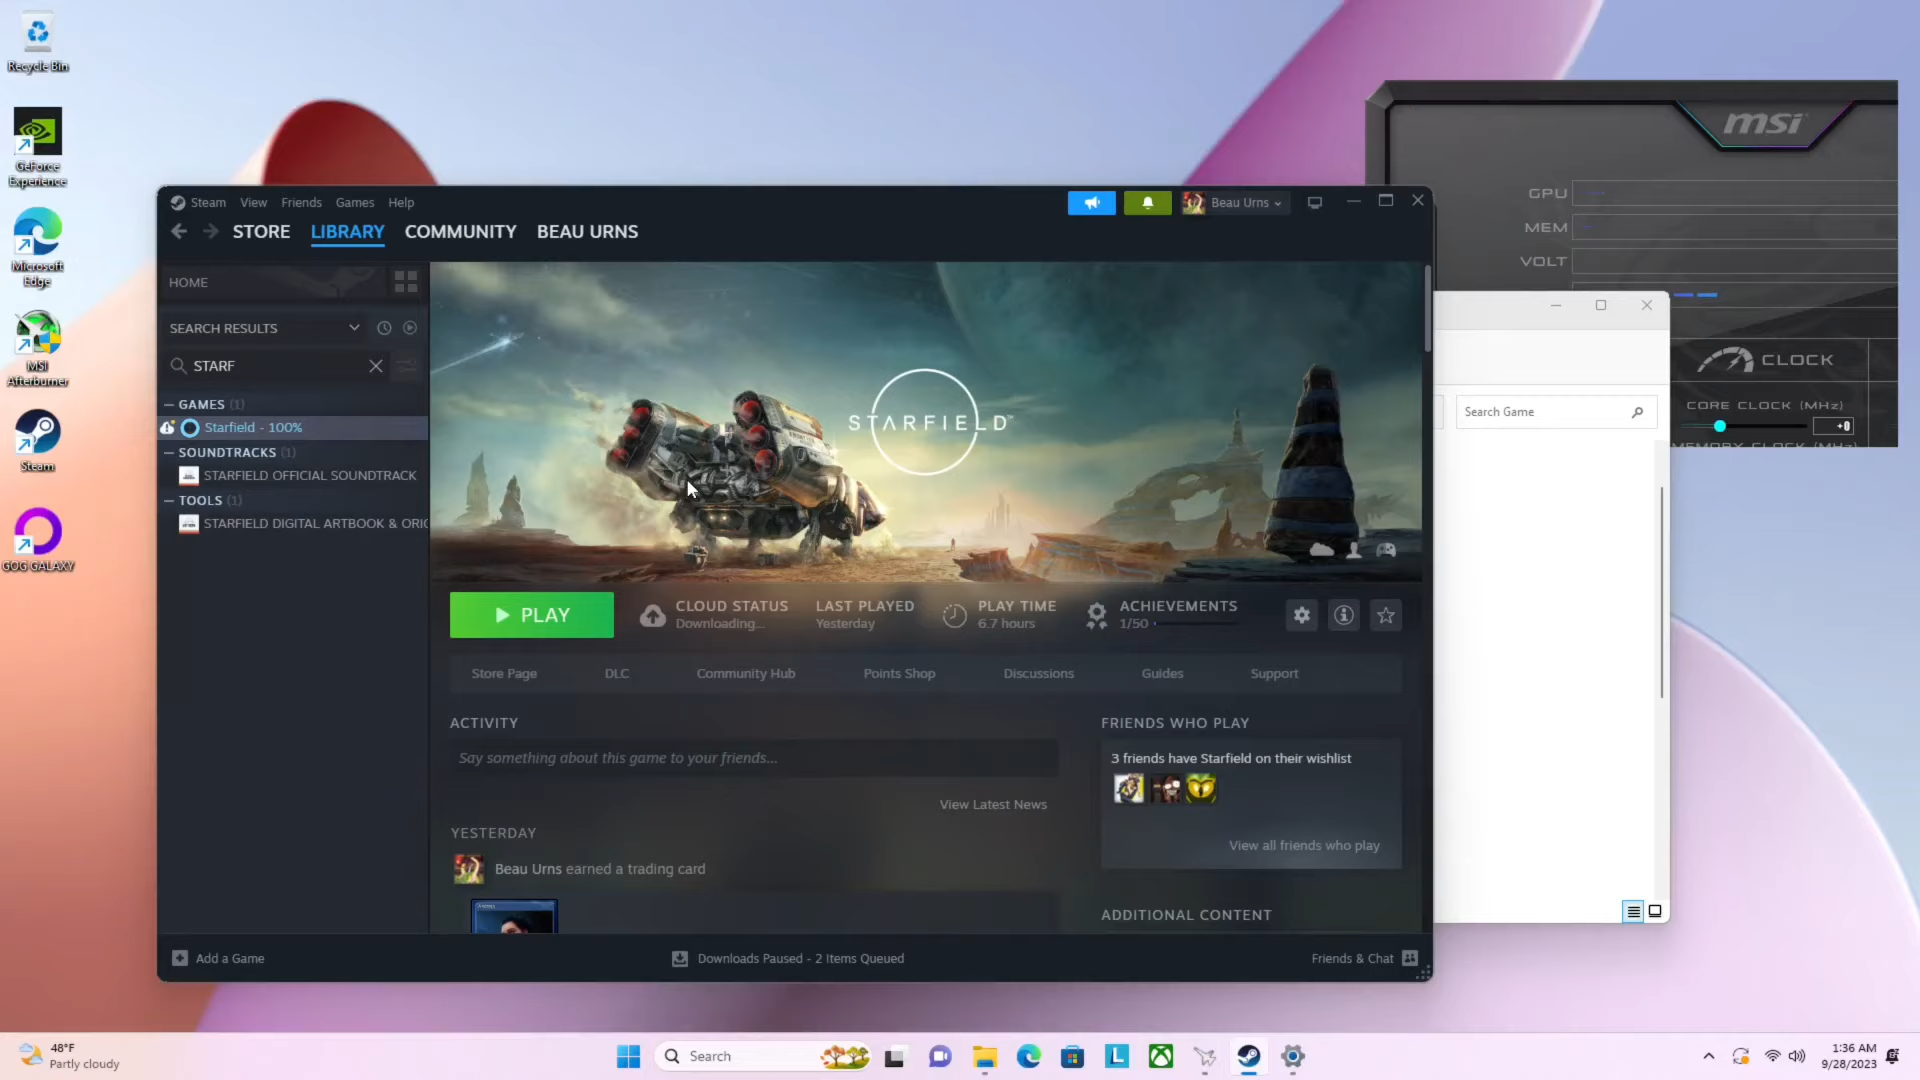 Recycle Bin
GeForce
Experience
Microsoft
Edge
MSI
Afterburner
Steam
GOG GALAXY
Steam View Friends Games Help
Beau Urns
STORE LIBRARY COMMUNITY BEAU URNS
HOME
SEARCH RESULTS
STARF
— GAMES (1)
Starfield - 100%
— SOUNDTRACKS (1)
STARFIELD OFFICIAL SOUNDTRACK
— TOOLS (1)
STARFIELD DIGITAL ARTBOOK & ORIG
STARFIELD™
PLAY
CLOUD STATUS
Downloading...
LAST PLAYED
Yesterday
PLAY TIME
6.7 hours
ACHIEVEMENTS
1/50
Store Page DLC Community Hub Points Shop Discussions Guides Support
ACTIVITY
Say something about this game to your friends...
View Latest News
YESTERDAY
Beau Urns earned a trading card
FRIENDS WHO PLAY
3 friends have Starfield on their wishlist
View all friends who play
ADDITIONAL CONTENT
Add a Game
Downloads Paused - 2 Items Queued
Friends & Chat
msi
GPU
MEM
VOLT
CLOCK
CORE CLOCK (MHz)
+0
MEMORY CLOCK (MHz)
Search Game
48°F
Partly cloudy
Search
1:36 AM
9/28/2023